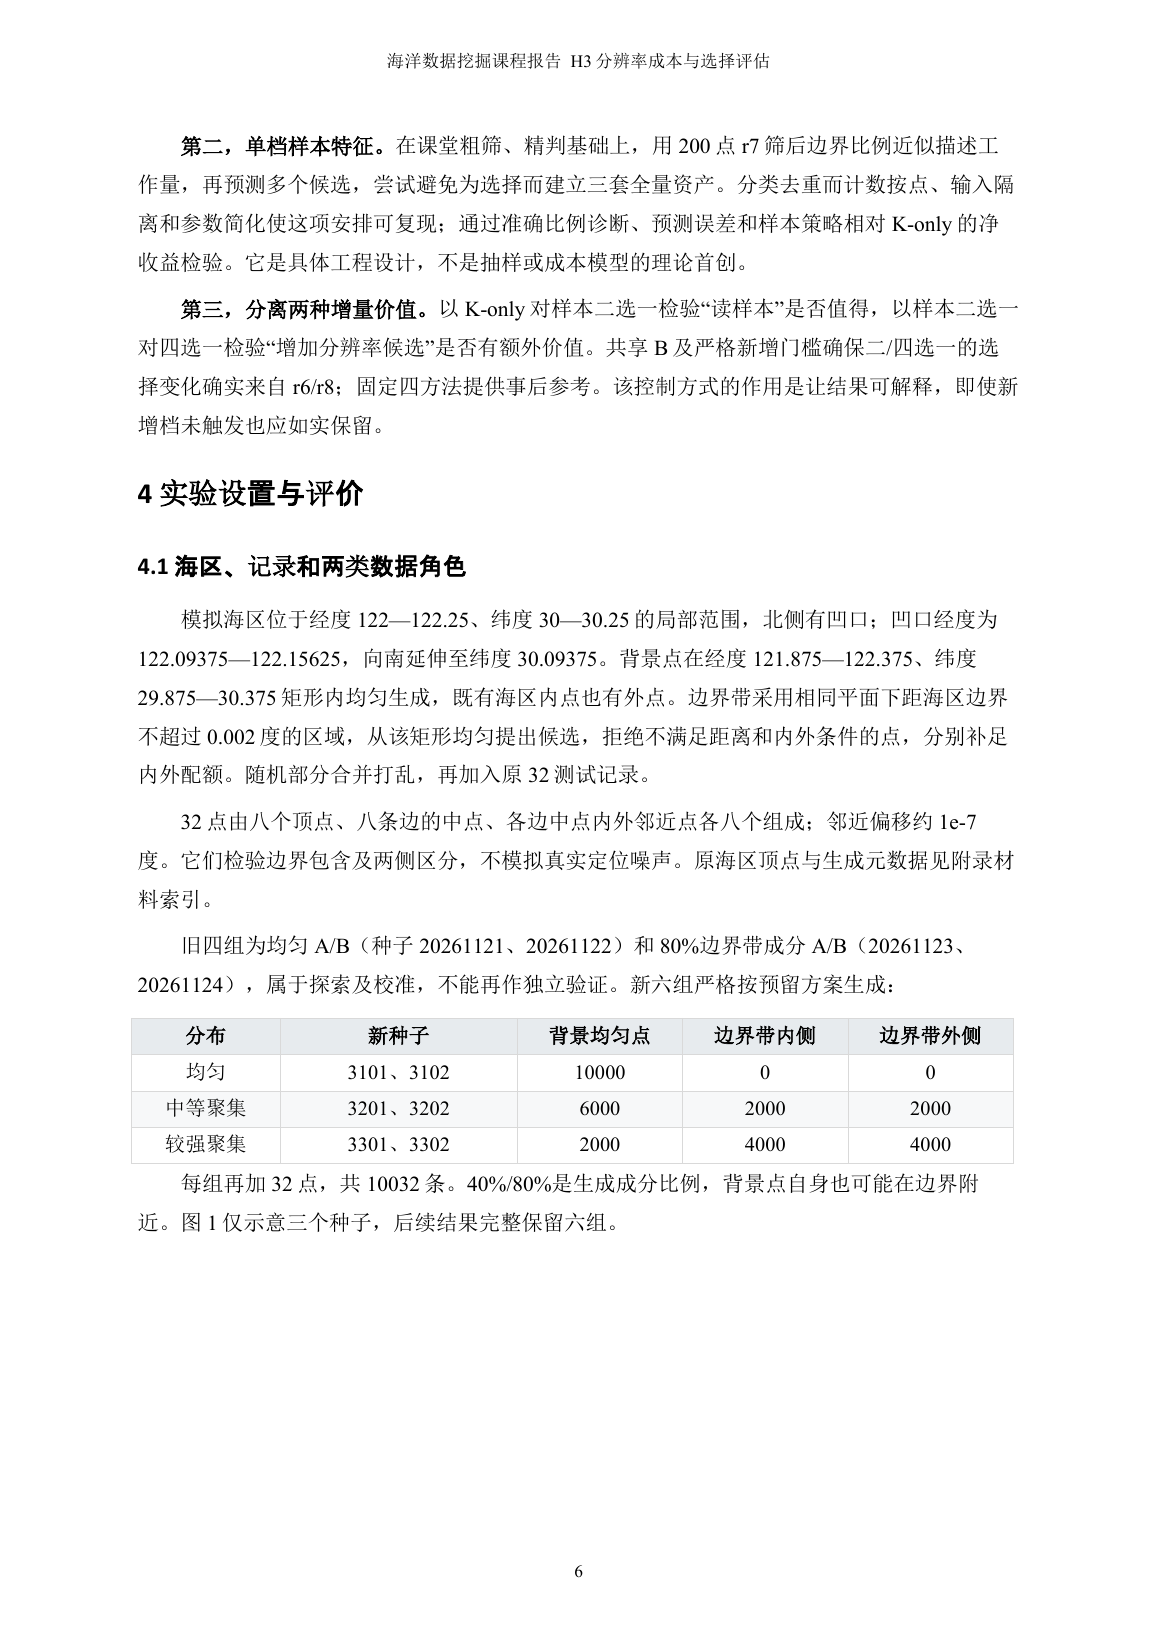 海洋数据挖掘课程报告 H3 分辨率成本与选择评估
第二，单档样本特征。在课堂粗筛、精判基础上，用 200 点 r7 筛后边界比例近似描述工
作量，再预测多个候选，尝试避免为选择而建立三套全量资产。分类去重而计数按点、输入隔
离和参数简化使这项安排可复现；通过准确比例诊断、预测误差和样本策略相对 K-only 的净
收益检验。它是具体工程设计，不是抽样或成本模型的理论首创。
第三，分离两种增量价值。以 K-only 对样本二选一检验“读样本”是否值得，以样本二选一
对四选一检验“增加分辨率候选”是否有额外价值。共享 B 及严格新增门槛确保二/四选一的选
择变化确实来自 r6/r8；固定四方法提供事后参考。该控制方式的作用是让结果可解释，即使新
增档未触发也应如实保留。
4 实验设置与评价
4.1 海区、记录和两类数据角色
模拟海区位于经度 122—122.25、纬度 30—30.25 的局部范围，北侧有凹口；凹口经度为
122.09375—122.15625，向南延伸至纬度 30.09375。背景点在经度 121.875—122.375、纬度
29.875—30.375 矩形内均匀生成，既有海区内点也有外点。边界带采用相同平面下距海区边界
不超过 0.002 度的区域，从该矩形均匀提出候选，拒绝不满足距离和内外条件的点，分别补足
内外配额。随机部分合并打乱，再加入原 32 测试记录。
32 点由八个顶点、八条边的中点、各边中点内外邻近点各八个组成；邻近偏移约 1e-7
度。它们检验边界包含及两侧区分，不模拟真实定位噪声。原海区顶点与生成元数据见附录材
料索引。
旧四组为均匀 A/B（种子 20261121、20261122）和 80%边界带成分 A/B（20261123、
20261124），属于探索及校准，不能再作独立验证。新六组严格按预留方案生成：
分布 新种子 背景均匀点 边界带内侧 边界带外侧
均匀 3101、3102 10000 0 0
中等聚集 3201、3202 6000 2000 2000
较强聚集 3301、3302 2000 4000 4000
每组再加 32 点，共 10032 条。40%/80%是生成成分比例，背景点自身也可能在边界附
近。图 1 仅示意三个种子，后续结果完整保留六组。
6